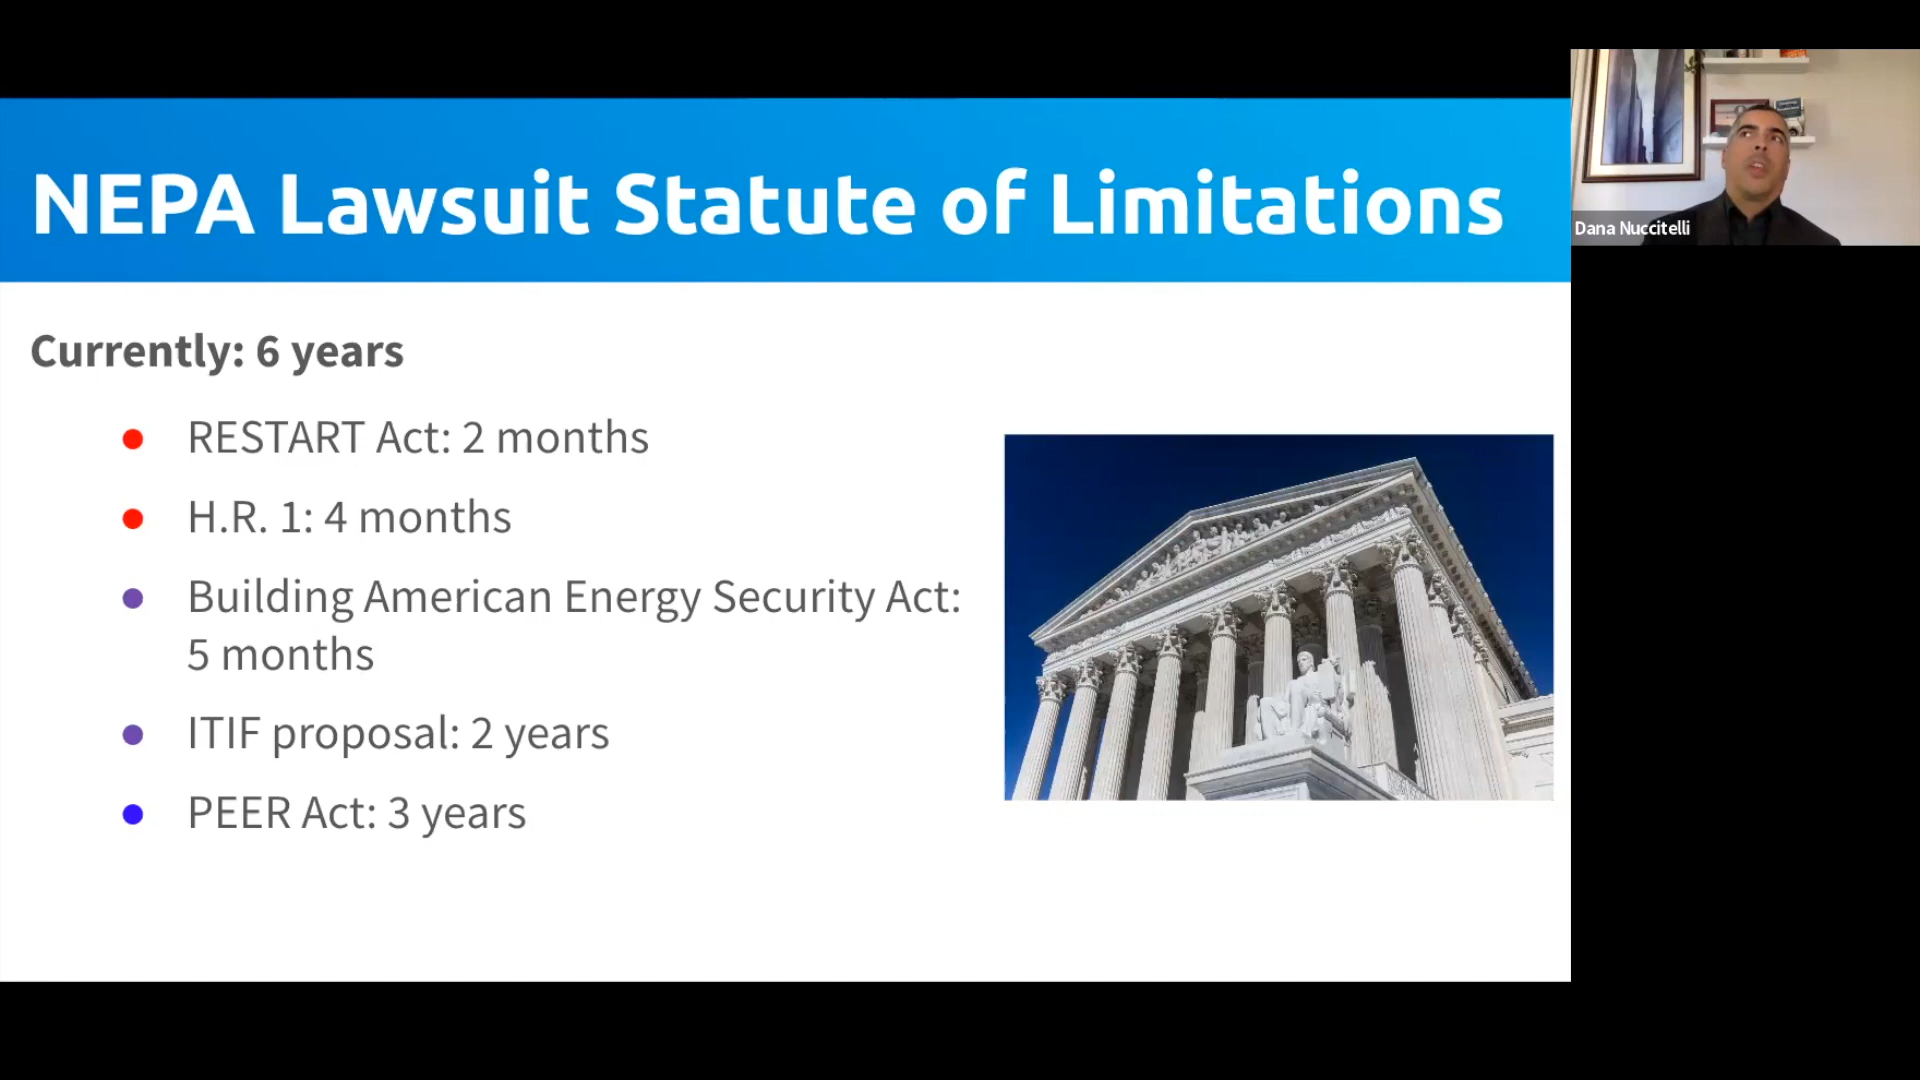 NEPA Lawsuit Statute of Limitations
Currently: 6 years
RESTART Act: 2 months
H.R. 1: 4 months
Building American Energy Security Act:
5 months
ITIF proposal: 2 years
PEER Act: 3 years
Dana Nuccitelli